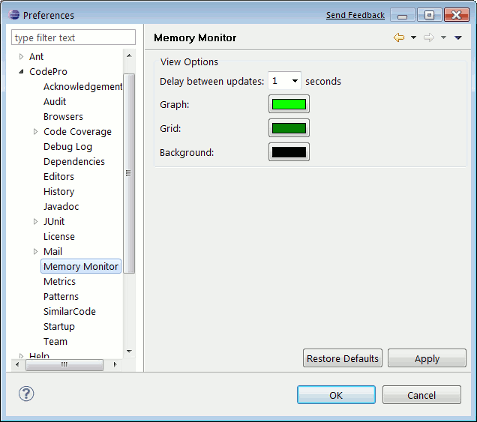 Preferences
Send Feedback
type filter text
Memory Monitor
Ant
CodePro
Acknowledgement
Audit
Browsers
Code Coverage
Debug Log
Dependencies
Editors
History
Javadoc
JUnit
License
Mail
Memory Monitor
Metrics
Patterns
SimilarCode
Startup
Team
Help
View Options
Delay between updates: 1 seconds
Graph:
Grid:
Background:
Restore Defaults Apply
? OK Cancel